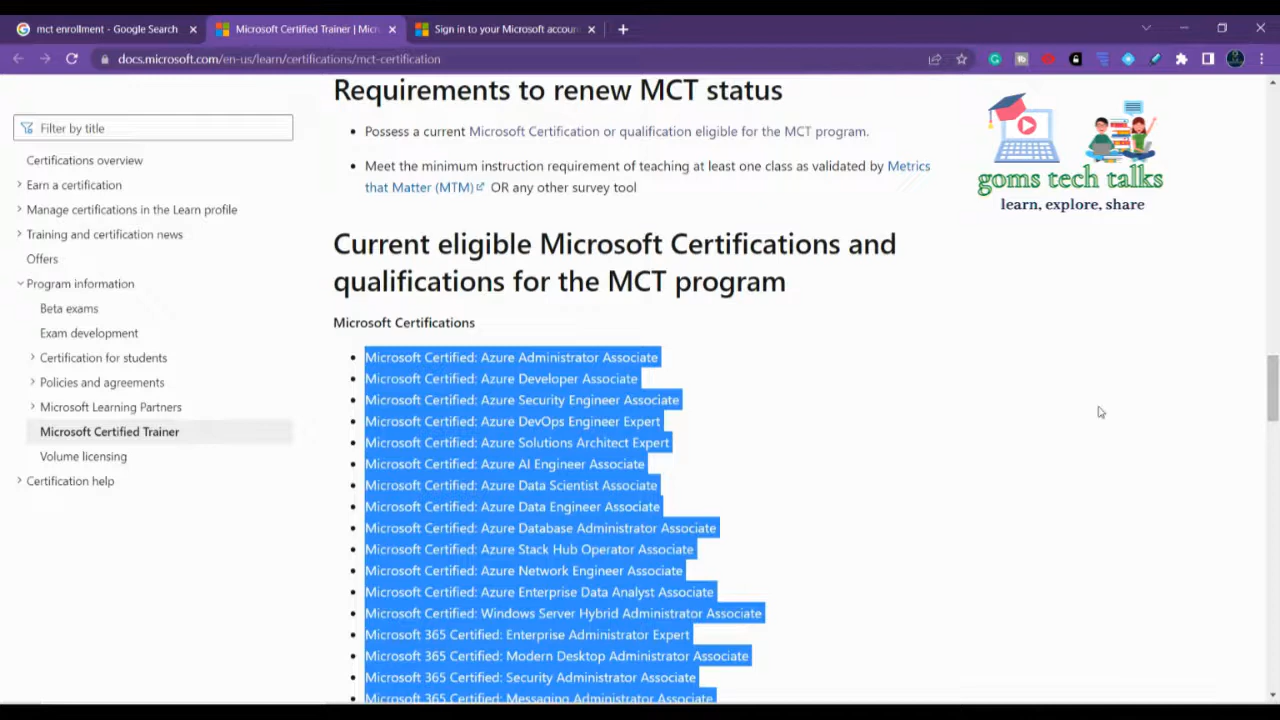 mct enrollment - Google Search
Microsoft Certified Trainer | Micr
Sign in to your Microsoft accoun
docs.microsoft.com/en-us/learn/certifications/mct-certification
Filter by title
Certifications overview
Earn a certification
Manage certifications in the Learn profile
Training and certification news
Offers
Program information
Beta exams
Exam development
Certification for students
Policies and agreements
Microsoft Learning Partners
Microsoft Certified Trainer
Volume licensing
Certification help
Requirements to renew MCT status
Possess a current Microsoft Certification or qualification eligible for the MCT program.
Meet the minimum instruction requirement of teaching at least one class as validated by Metrics
that Matter (MTM) OR any other survey tool
Current eligible Microsoft Certifications and
qualifications for the MCT program
Microsoft Certifications
Microsoft Certified: Azure Administrator Associate
Microsoft Certified: Azure Developer Associate
Microsoft Certified: Azure Security Engineer Associate
Microsoft Certified: Azure DevOps Engineer Expert
Microsoft Certified: Azure Solutions Architect Expert
Microsoft Certified: Azure AI Engineer Associate
Microsoft Certified: Azure Data Scientist Associate
Microsoft Certified: Azure Data Engineer Associate
Microsoft Certified: Azure Database Administrator Associate
Microsoft Certified: Azure Stack Hub Operator Associate
Microsoft Certified: Azure Network Engineer Associate
Microsoft Certified: Azure Enterprise Data Analyst Associate
Microsoft Certified: Windows Server Hybrid Administrator Associate
Microsoft 365 Certified: Enterprise Administrator Expert
Microsoft 365 Certified: Modern Desktop Administrator Associate
Microsoft 365 Certified: Security Administrator Associate
Microsoft 365 Certified: Messaging Administrator Associate
goms tech talks
learn, explore, share